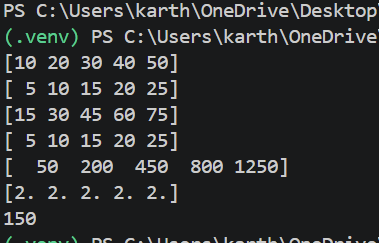 PS C:\Users\karth\OneDrive\Desktop
(.venv) PS C:\Users\karth\OneDrive\
[10 20 30 40 50]
[ 5 10 15 20 25]
[15 30 45 60 75]
[ 5 10 15 20 25]
[  50  200  450  800 1250]
[2. 2. 2. 2. 2.]
150
(.venv) PS C:\Users\karth\OneDrive\